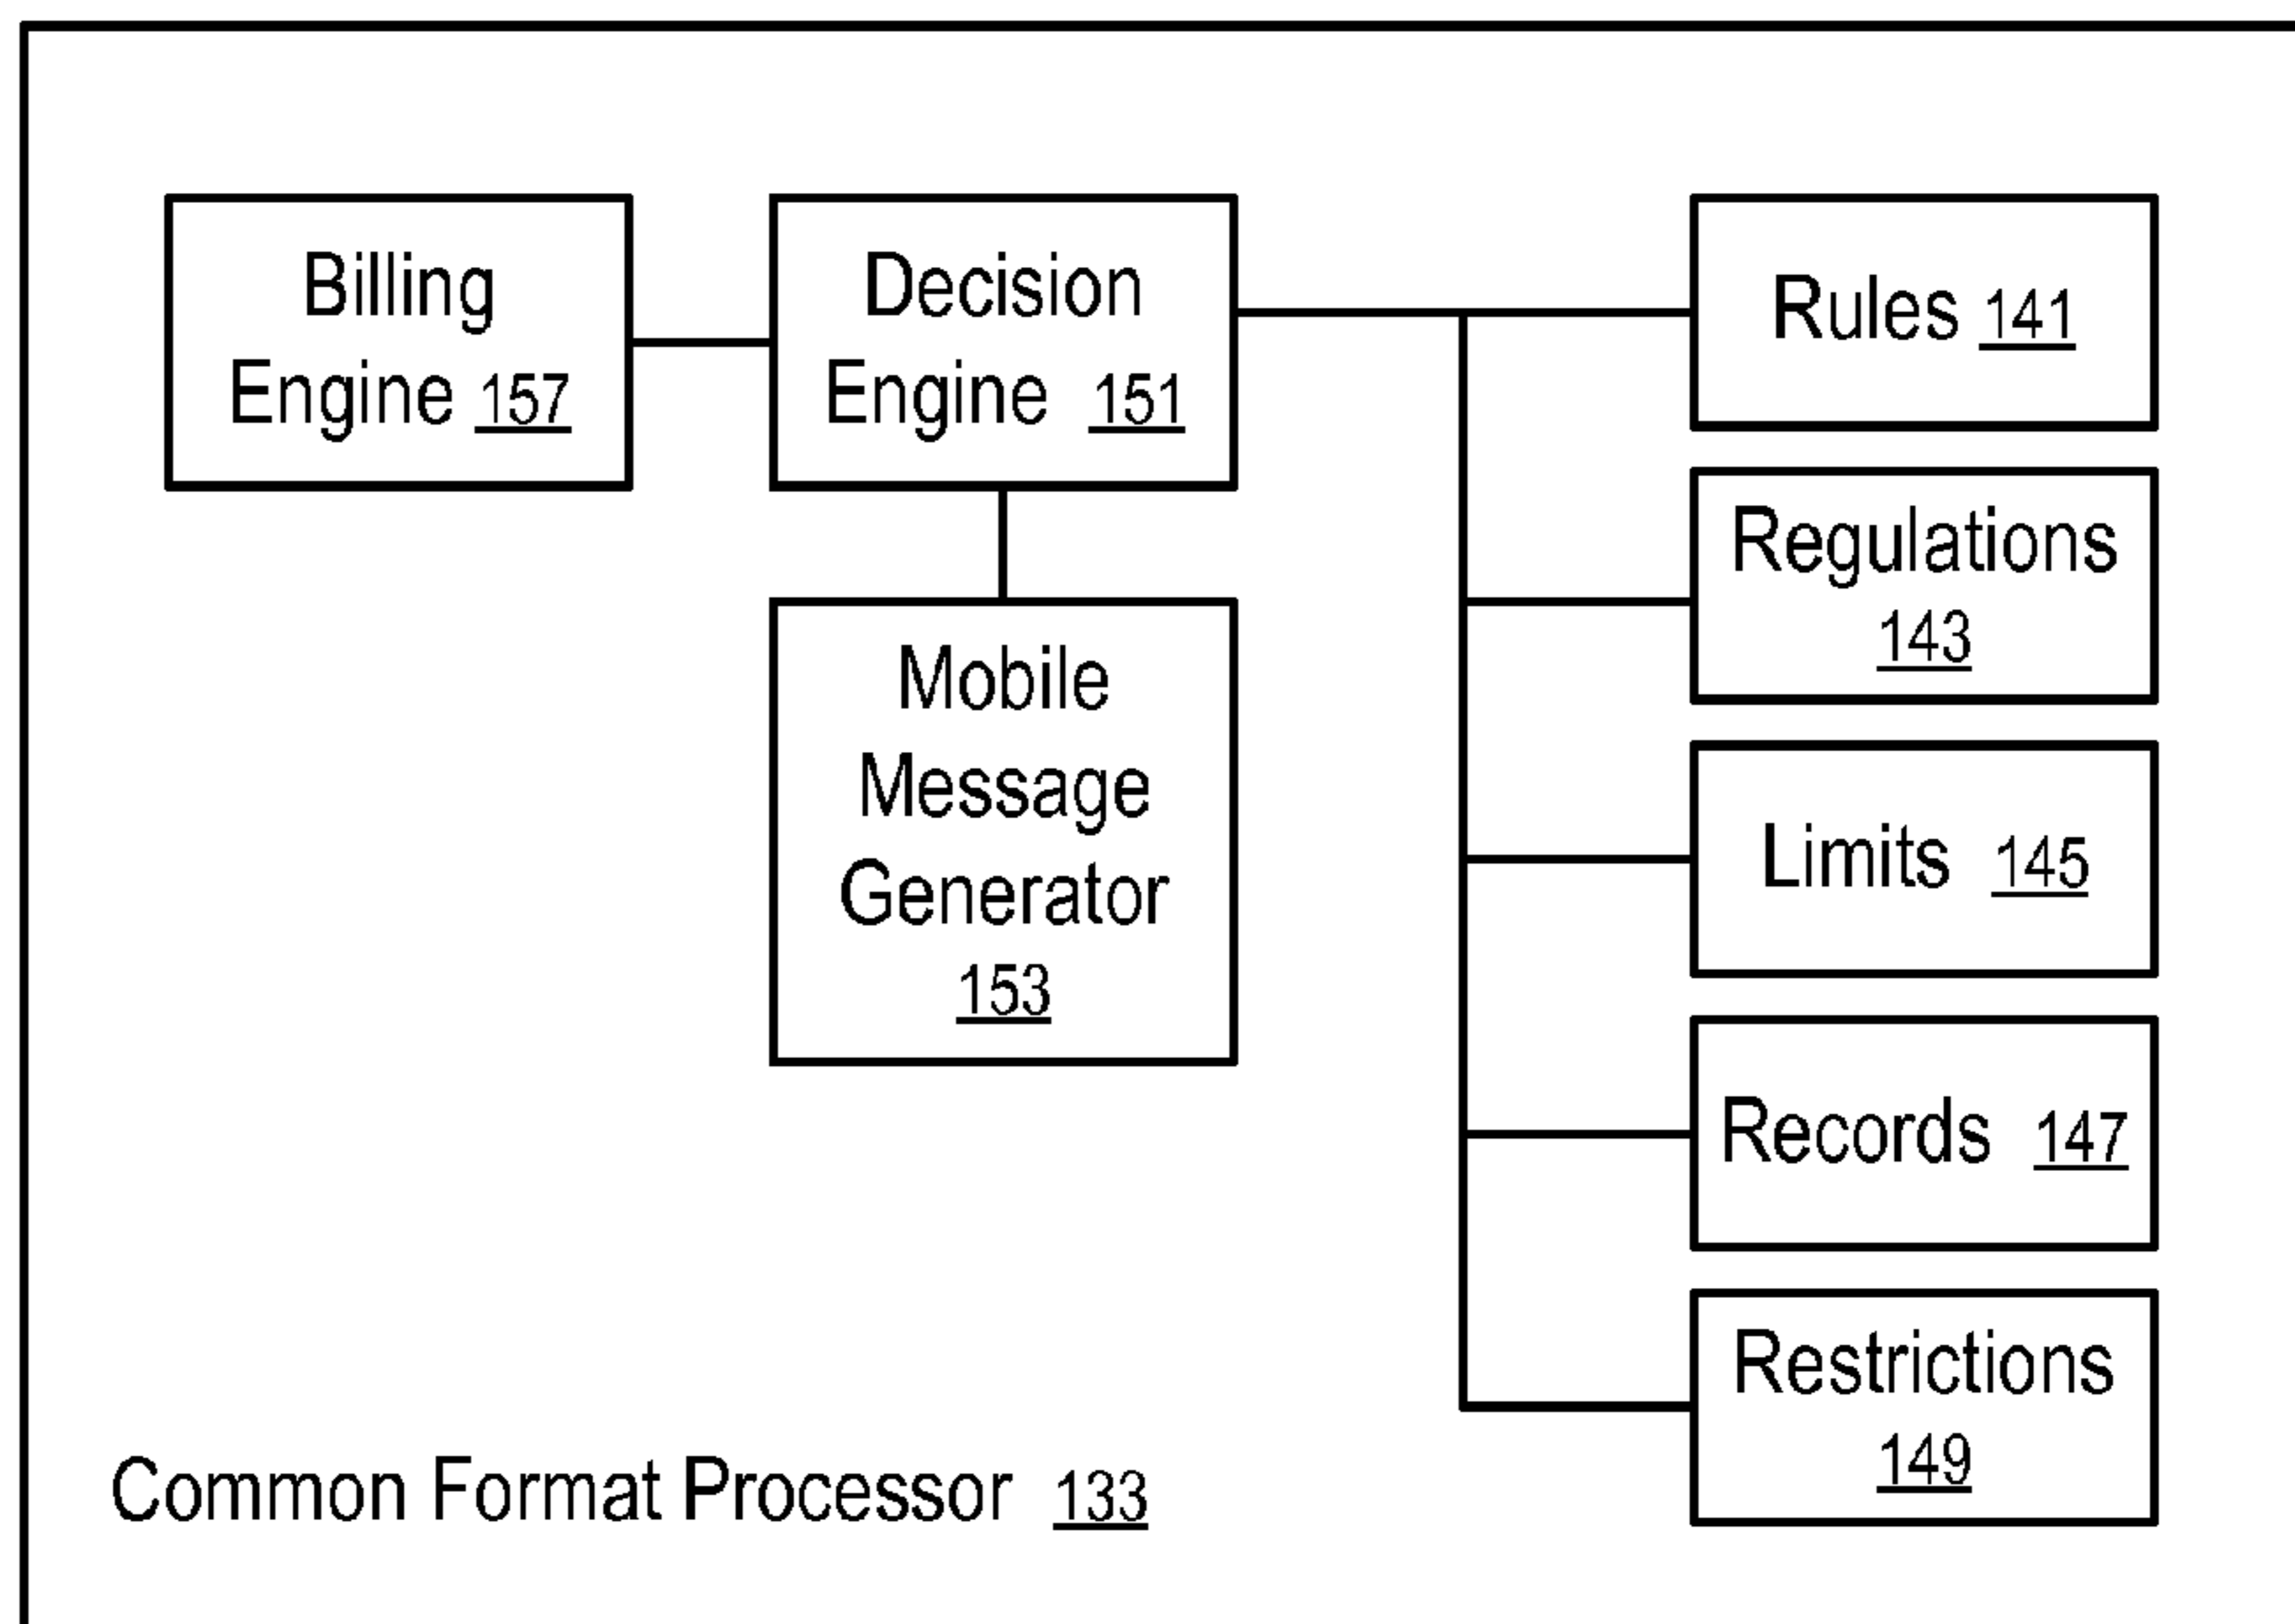 Billing
Engine 157
Decision
Engine 151
Mobile
Message
Generator
153
Rules 141
Regulations
143
Limits 145
Records 147
Restrictions
149
Common Format Processor 133